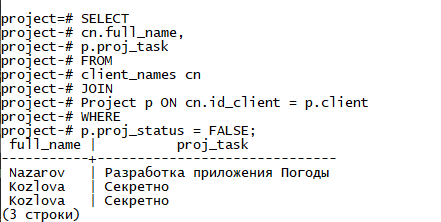 project=# SELECT
project-# cn.full_name,
project-# p.proj_task
project-# FROM
project-# client_names cn
project-# JOIN
project-# Project p ON cn.id_client = p.client
project-# WHERE
project-# p.proj_status = FALSE;
full_name | proj_task
-----------+------------------------------
Nazarov | Разработка приложения Погоды
Kozlova | Секретно
Kozlova | Секретно
(3 строки)